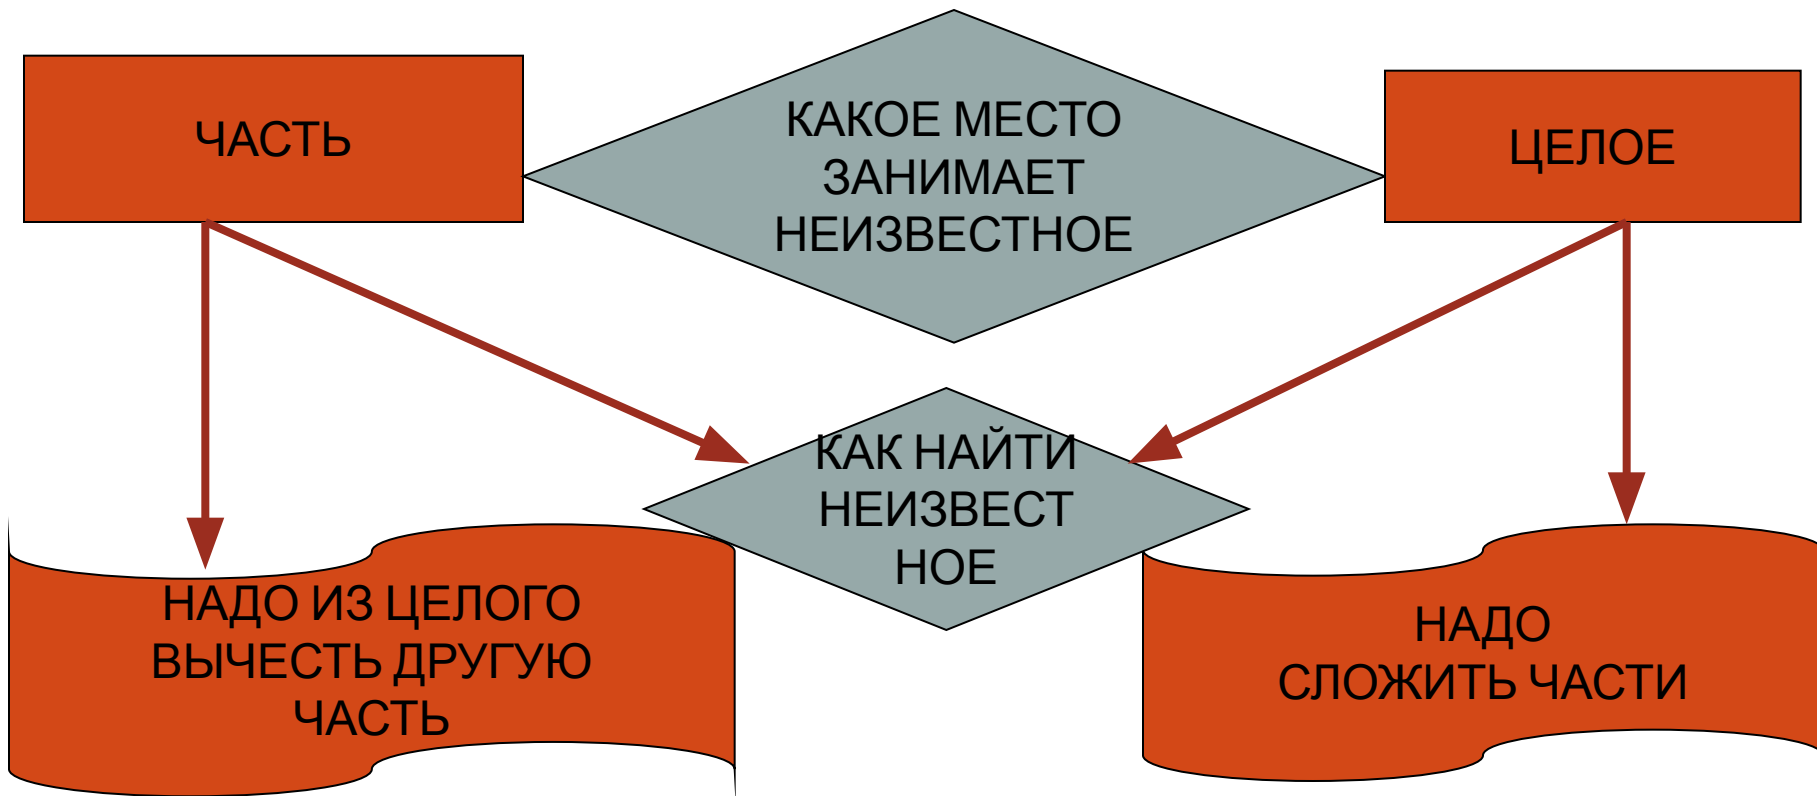 ЧАСТЬ
КАКОЕ МЕСТО
ЗАНИМАЕТ
НЕИЗВЕСТНОЕ
ЦЕЛОЕ
КАК НАЙТИ
НЕИЗВЕСТ
НОЕ
НАДО ИЗ ЦЕЛОГО
ВЫЧЕСТЬ ДРУГУЮ
ЧАСТЬ
НАДО
СЛОЖИТЬ ЧАСТИ